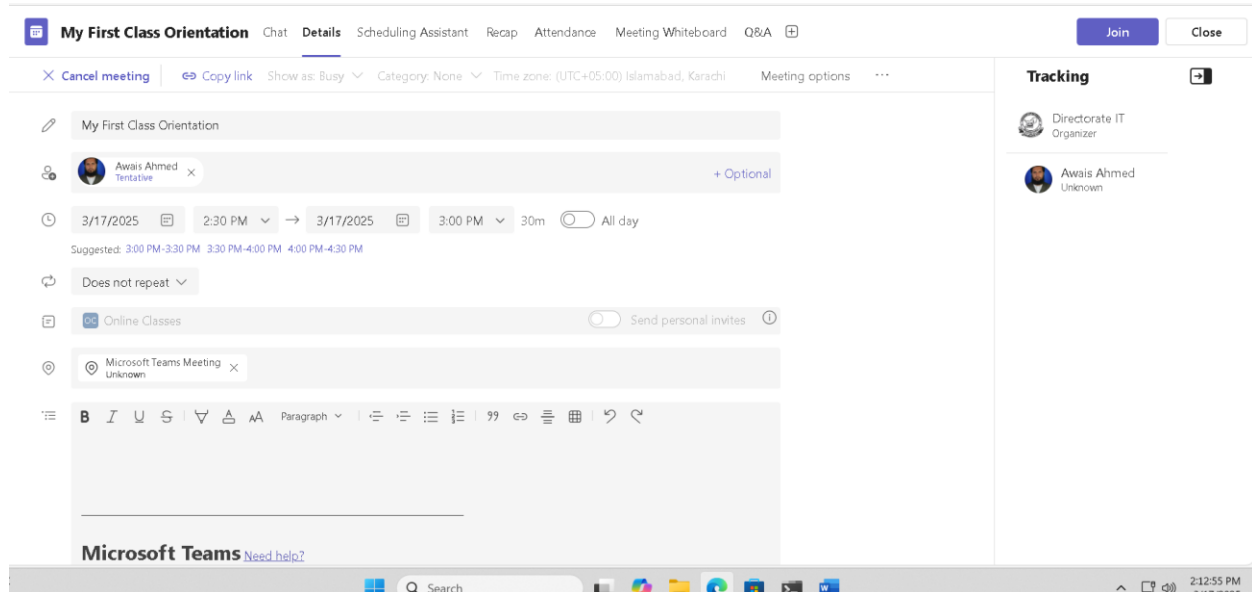 My First Class Orientation Chat Details Scheduling Assistant Recap Attendance Meeting Whiteboard Q&A Join Close
Cancel meeting Copy link Show as: Busy Category: None Time zone: (UTC+05:00) Islamabad, Karachi Meeting options ...
Tracking
My First Class Orientation
Directorate IT
Organizer
Awais Ahmed
Tentative
+ Optional
Awais Ahmed
Unknown
3/17/2025 2:30 PM → 3/17/2025 3:00 PM 30m All day
Suggested: 3:00 PM-3:30 PM 3:30 PM-4:00 PM 4:00 PM-4:30 PM
Does not repeat
OC Online Classes Send personal invites
Microsoft Teams Meeting
Unknown
B I U S AA Paragraph
Microsoft Teams Need help?
Search
2:12:55 PM